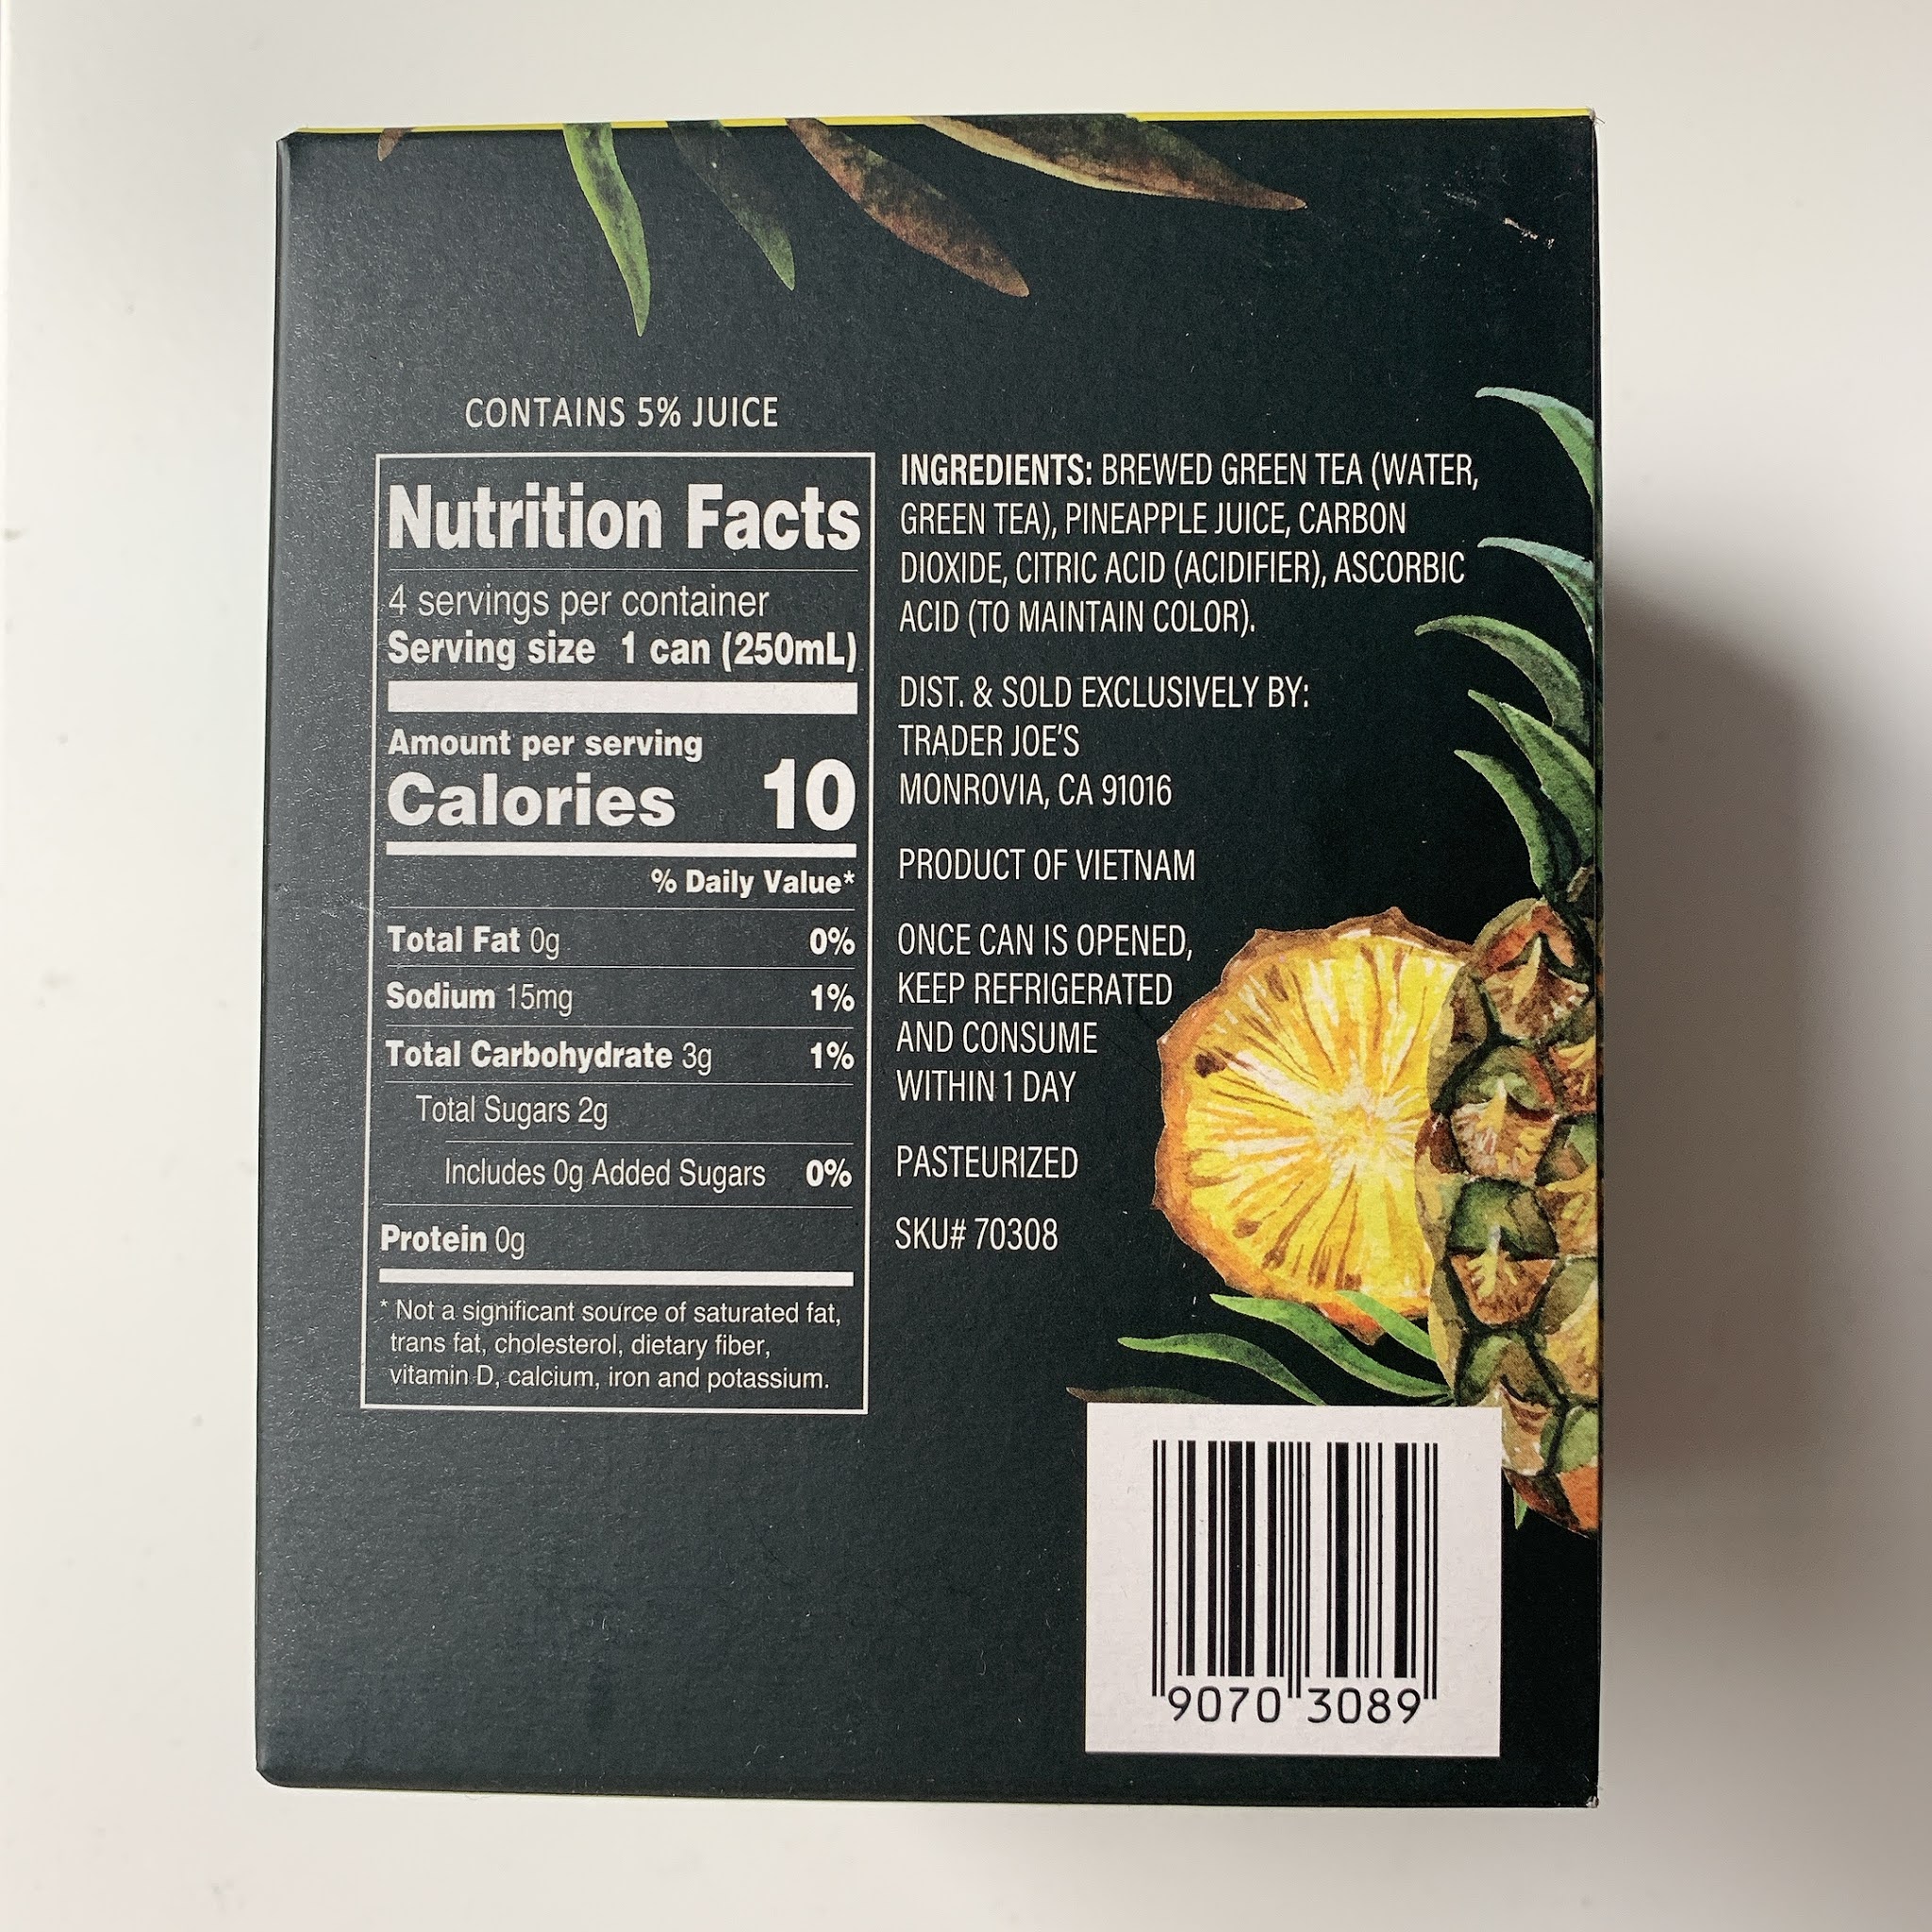 CONTAINS 5% JUICE
Nutrition Facts
4 servings per container
Serving size 1 can (250mL)
Amount per serving
Calories 10
% Daily Value*
Total Fat 0g 0%
Sodium 15mg 1%
Total Carbohydrate 3g 1%
Total Sugars 2g
Includes 0g Added Sugars 0%
Protein 0g
* Not a significant source of saturated fat,
trans fat, cholesterol, dietary fiber,
vitamin D, calcium, iron and potassium.
INGREDIENTS: BREWED GREEN TEA (WATER,
GREEN TEA), PINEAPPLE JUICE, CARBON
DIOXIDE, CITRIC ACID (ACIDIFIER), ASCORBIC
ACID (TO MAINTAIN COLOR).
DIST. & SOLD EXCLUSIVELY BY:
TRADER JOE'S
MONROVIA, CA 91016
PRODUCT OF VIETNAM
ONCE CAN IS OPENED,
KEEP REFRIGERATED
AND CONSUME
WITHIN 1 DAY
PASTEURIZED
SKU# 70308
9070 3089